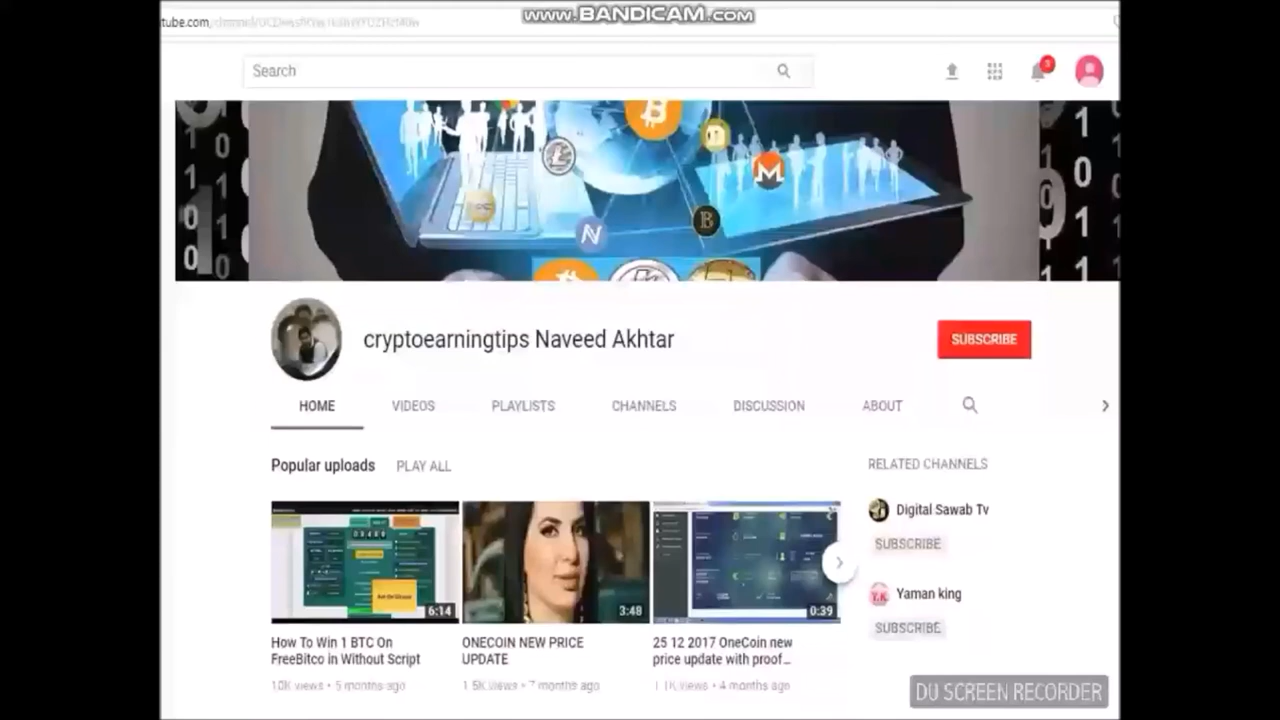 www.BANDICAM.com
tube.com
Search
3
cryptoearningtips Naveed Akhtar
SUBSCRIBE
HOME
VIDEOS
PLAYLISTS
CHANNELS
DISCUSSION
ABOUT
Popular uploads
PLAY ALL
RELATED CHANNELS
Digital Sawab Tv
SUBSCRIBE
Yaman king
SUBSCRIBE
6:14
3:48
0:39
How To Win 1 BTC On
FreeBitco in Without Script
10K views • 5 months ago
ONECOIN NEW PRICE
UPDATE
1.5K views • 7 months ago
25 12 2017 OneCoin new
price update with proof...
1.1K views • 4 months ago
DU SCREEN RECORDER